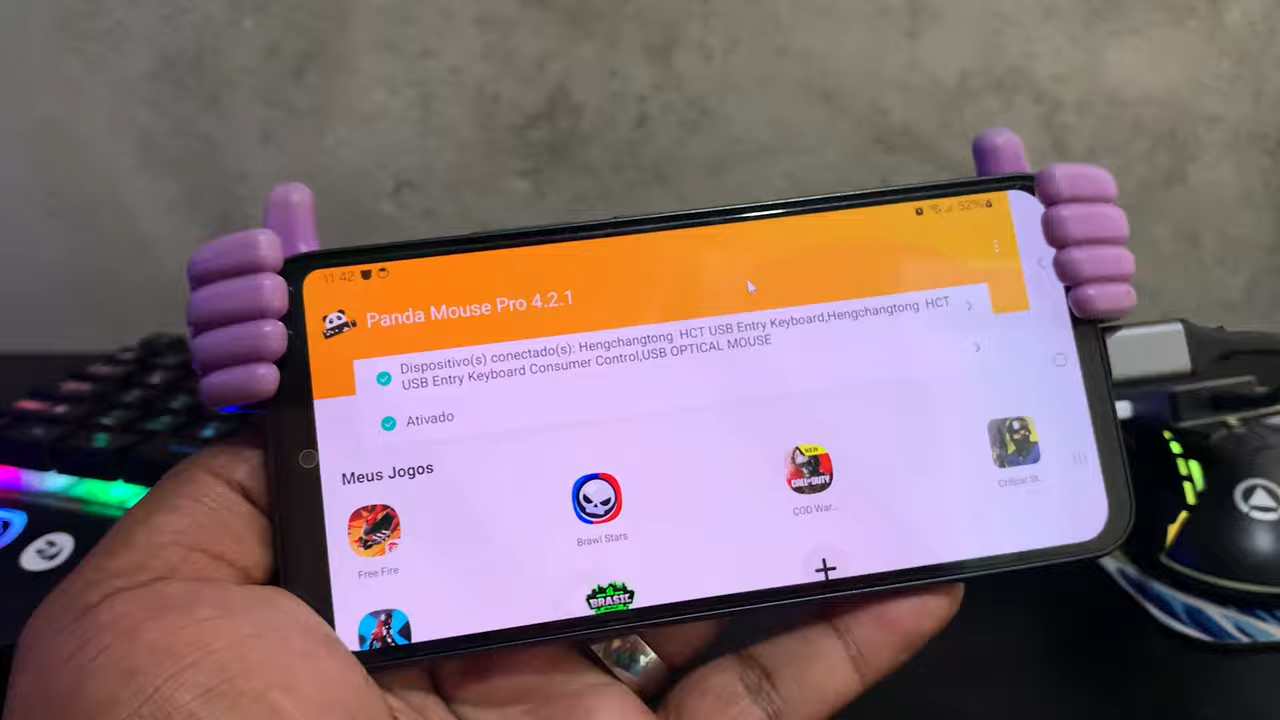 11:42
52%
Panda Mouse Pro 4.2.1
Dispositivo(s) conectado(s): Hengchangtong HCT USB Entry Keyboard,Hengchangtong HCT
USB Entry Keyboard Consumer Control,USB OPTICAL MOUSE
Ativado
Meus Jogos
NEW
CALL OF DUTY
Free Fire
Brawl Stars
COD War...
Critical St..
BRASIL